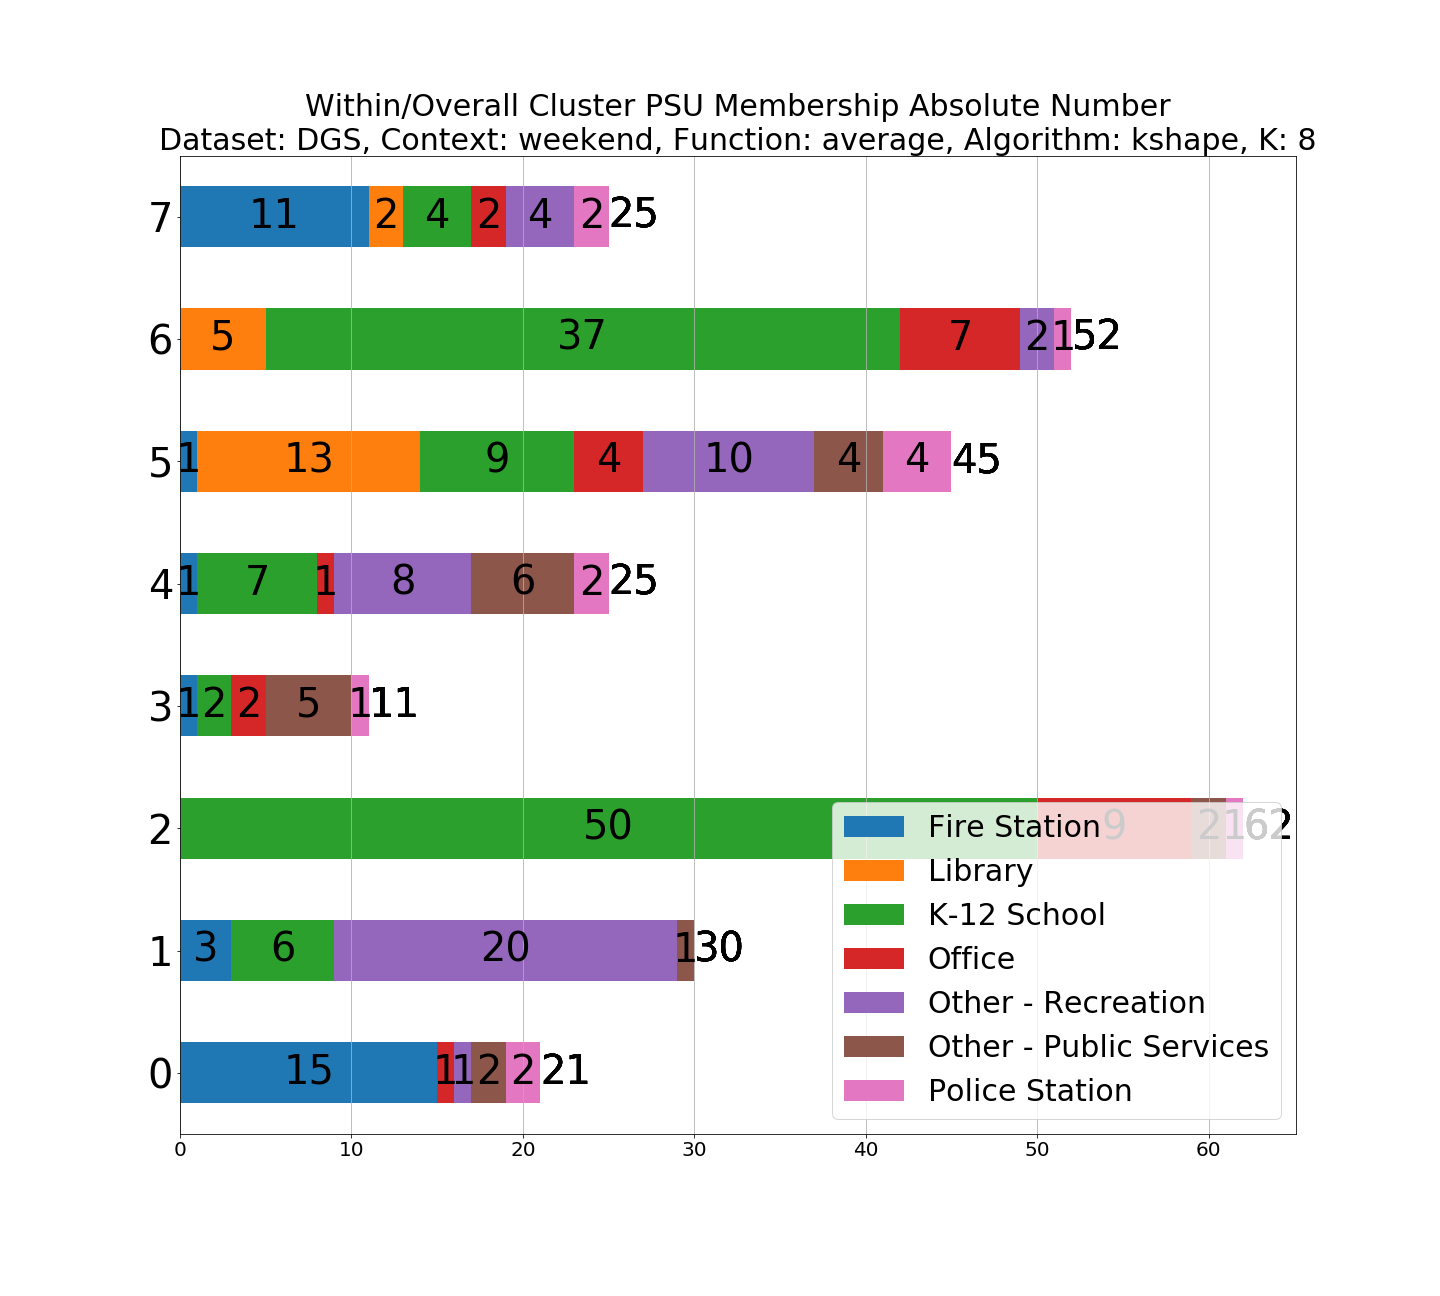 Within/Overall Cluster PSU Membership Absolute Number
Dataset: DGS, Context: weekend, Function: average, Algorithm: kshape, K: 8
7 11 2 4 2 4 2 25
6 5 37 7 2 1 52
5 1 13 9 4 10 4 4 45
4 1 7 1 8 6 2 25
3 1 2 2 5 1 11
2 50 9 2 1 62
Fire Station
Library
K-12 School
1 3 6 20 1 30
Office
Other - Recreation
Other - Public Services
0 15 1 1 2 2 21
Police Station
0 10 20 30 40 50 60